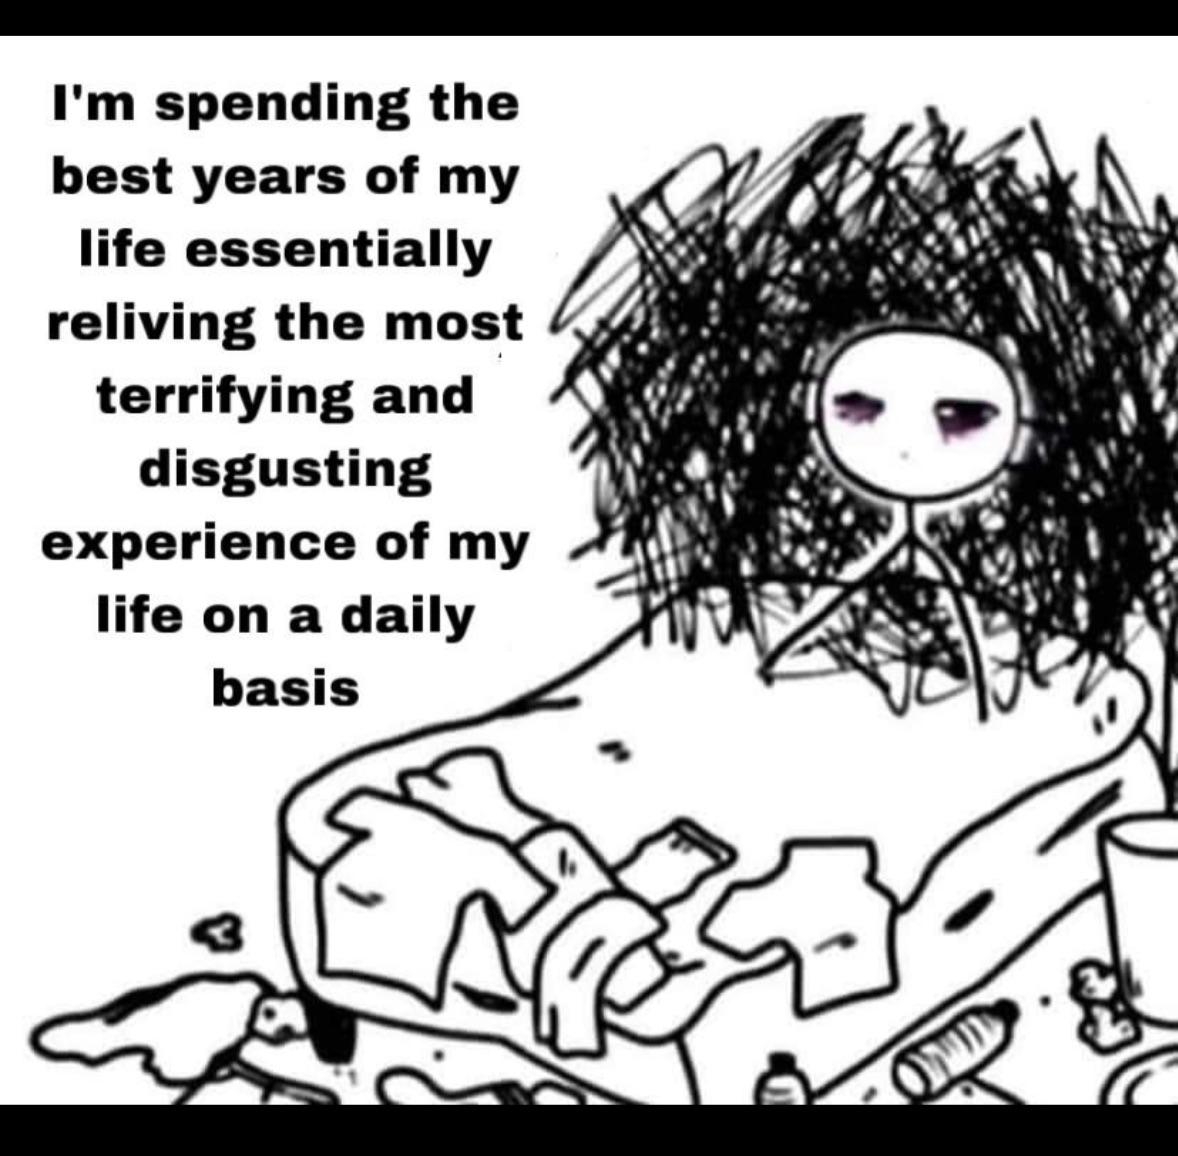 I'm spending the
best years of my
life essentially
reliving the most
terrifying and
disgusting
experience of my
life on a daily
basis